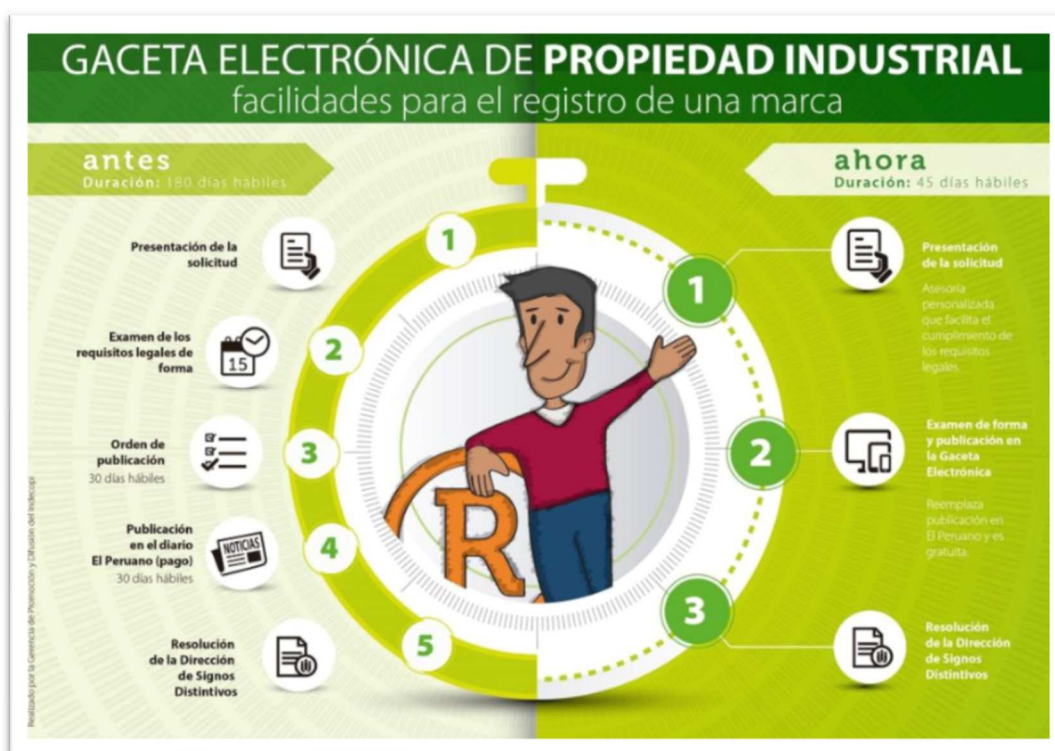 GACETA ELECTRÓNICA DE PROPIEDAD INDUSTRIAL
facilidades para el registro de una marca
antes
Duración: 180 días hábiles
1
Presentación de la
solicitud
2
Examen de los
requisitos legales de
forma
15
3
Orden de
publicación
30 días hábiles
4
Publicación
en el diario
El Peruano (pago)
30 días hábiles
NOTICIAS
5
Resolución
de la Dirección
de Signos
Distintivos
R
ahora
Duración: 45 días hábiles
1
Presentación
de la solicitud
Asesoría
personalizada
que facilita el
cumplimiento de
los requisitos
legales.
2
Examen de forma
y publicación en
la Gaceta
Electrónica
Reemplaza
publicación en
El Peruano y es
gratuita.
3
Resolución
de la Dirección
de Signos
Distintivos
Realizado por la Gerencia de Promoción y Difusión del Indecopi